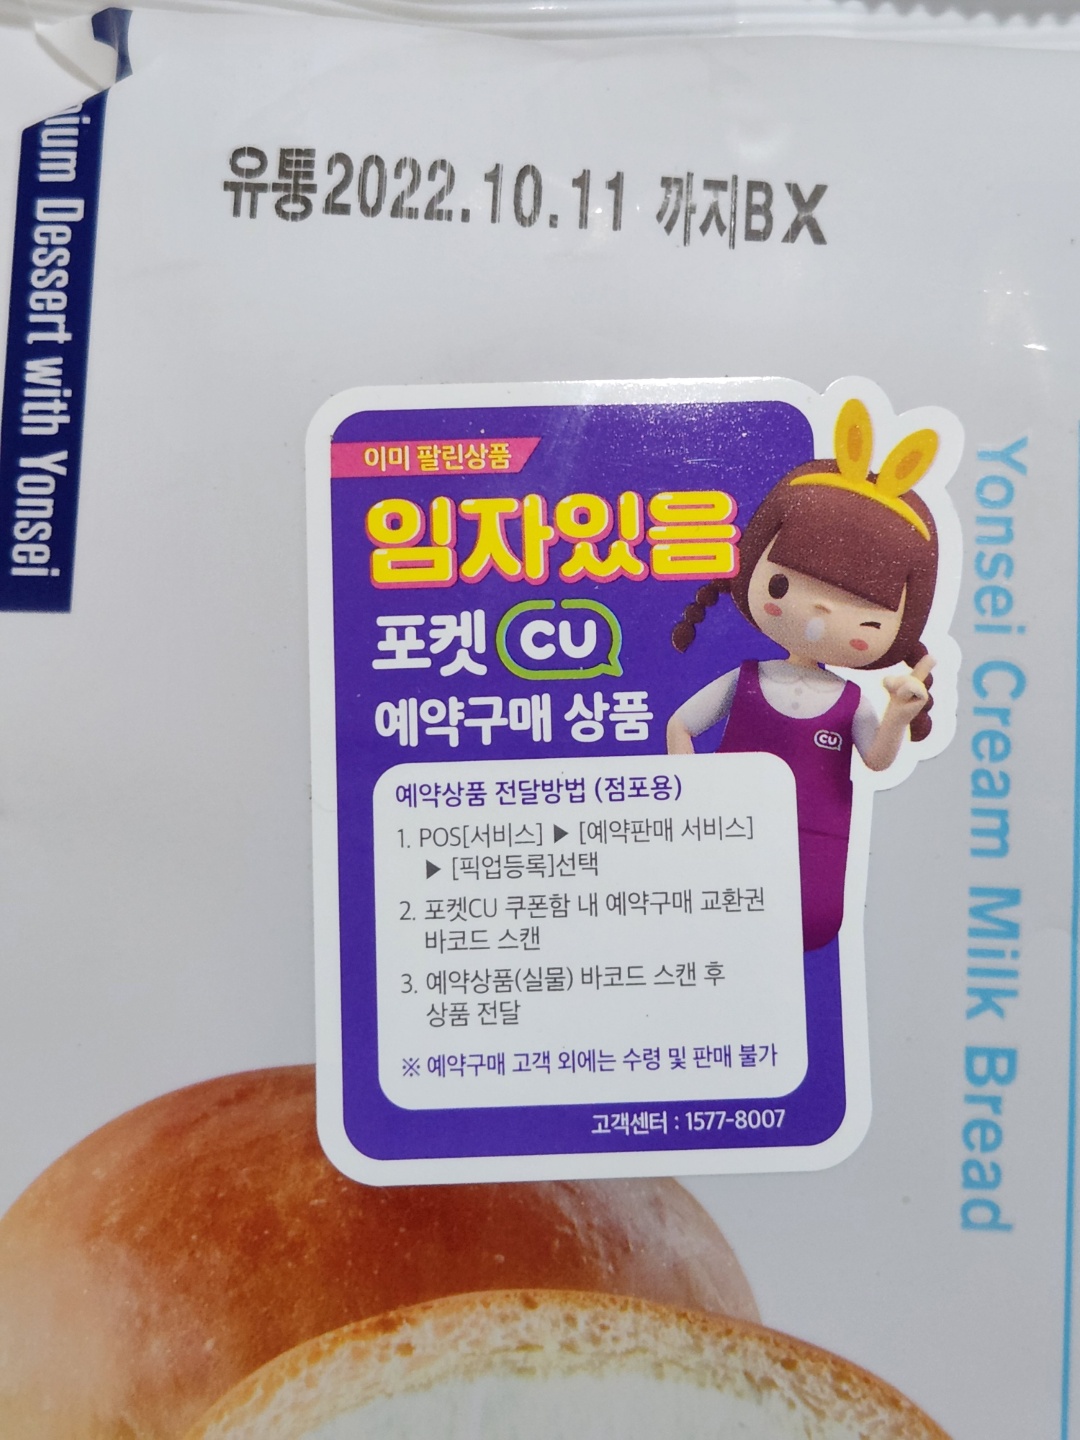 유통2022.10.11 까지BX
Dessert with Yonsei
이미 팔린상품
임자있음
포켓 CU
예약구매 상품
CU
예약상품 전달방법 (점포용)
1. POS[서비스] ▶ [예약판매 서비스]
▶ [픽업등록]선택
2. 포켓CU 쿠폰함 내 예약구매 교환권
바코드 스캔
3. 예약상품(실물) 바코드 스캔 후
상품 전달
※ 예약구매 고객 외에는 수령 및 판매 불가
고객센터 : 1577-8007
Yonsei Cream Milk Bread